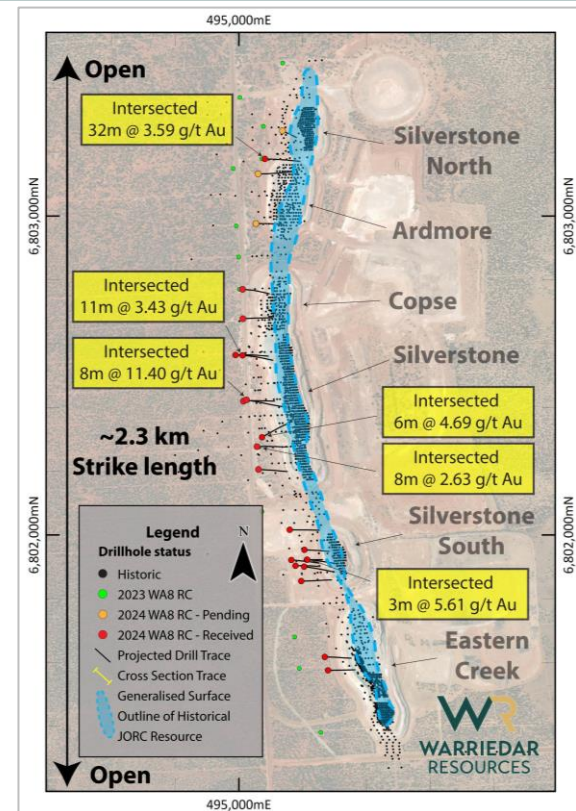 495,000mE
Open
Intersected
32m @ 3.59 g/t Au
Silverstone
North
6,803,000mN
6,803,000mN
Ardmore
Intersected
11m @ 3.43 g/t Au
Copse
Intersected
8m @ 11.40 g/t Au
Silverstone
Intersected
6m @ 4.69 g/t Au
~2.3 km
Strike length
Intersected
8m @ 2.63 g/t Au
Silverstone
South
6,802,000mN
6,802,000mN
Legend
N
Drillhole status
Historic
2023 WA8 RC
2024 WA8 RC - Pending
2024 WA8 RC - Received
Projected Drill Trace
Cross Section Trace
Generalised Surface
Outline of Historical
JORC Resource
Intersected
3m @ 5.61 g/t Au
Eastern
Creek
WR
WARRIEDAR
RESOURCES
Open
495,000mE